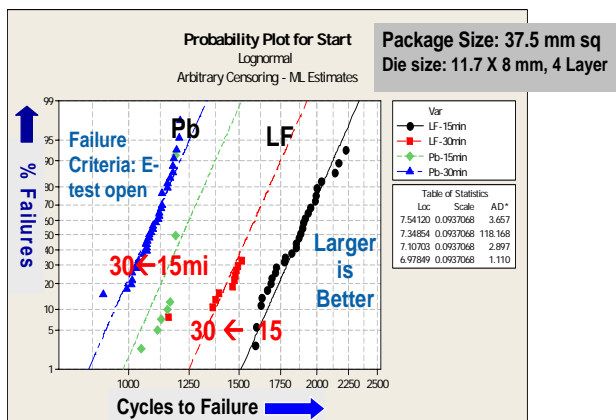 Probability Plot for Start
Lognormal
Arbitrary Censoring - ML Estimates
Package Size: 37.5 mm sq
Die size: 11.7 X 8 mm, 4 Layer
% Failures
99
95
90
80
70
60
50
40
30
20
10
5
1
Failure
Criteria: E-
test open
Pb
LF
30←15mi
30 ← 15
Larger
is
Better
1000
1250
1500
1750
2000
2250
2500
Cycles to Failure
Var
LF-15min
LF-30min
Pb-15min
Pb-30min
Table of Statistics
Loc Scale AD*
7.54120 0.0937068 3.657
7.34854 0.0937068 118.168
7.10703 0.0937068 2.897
6.97849 0.0937068 1.110